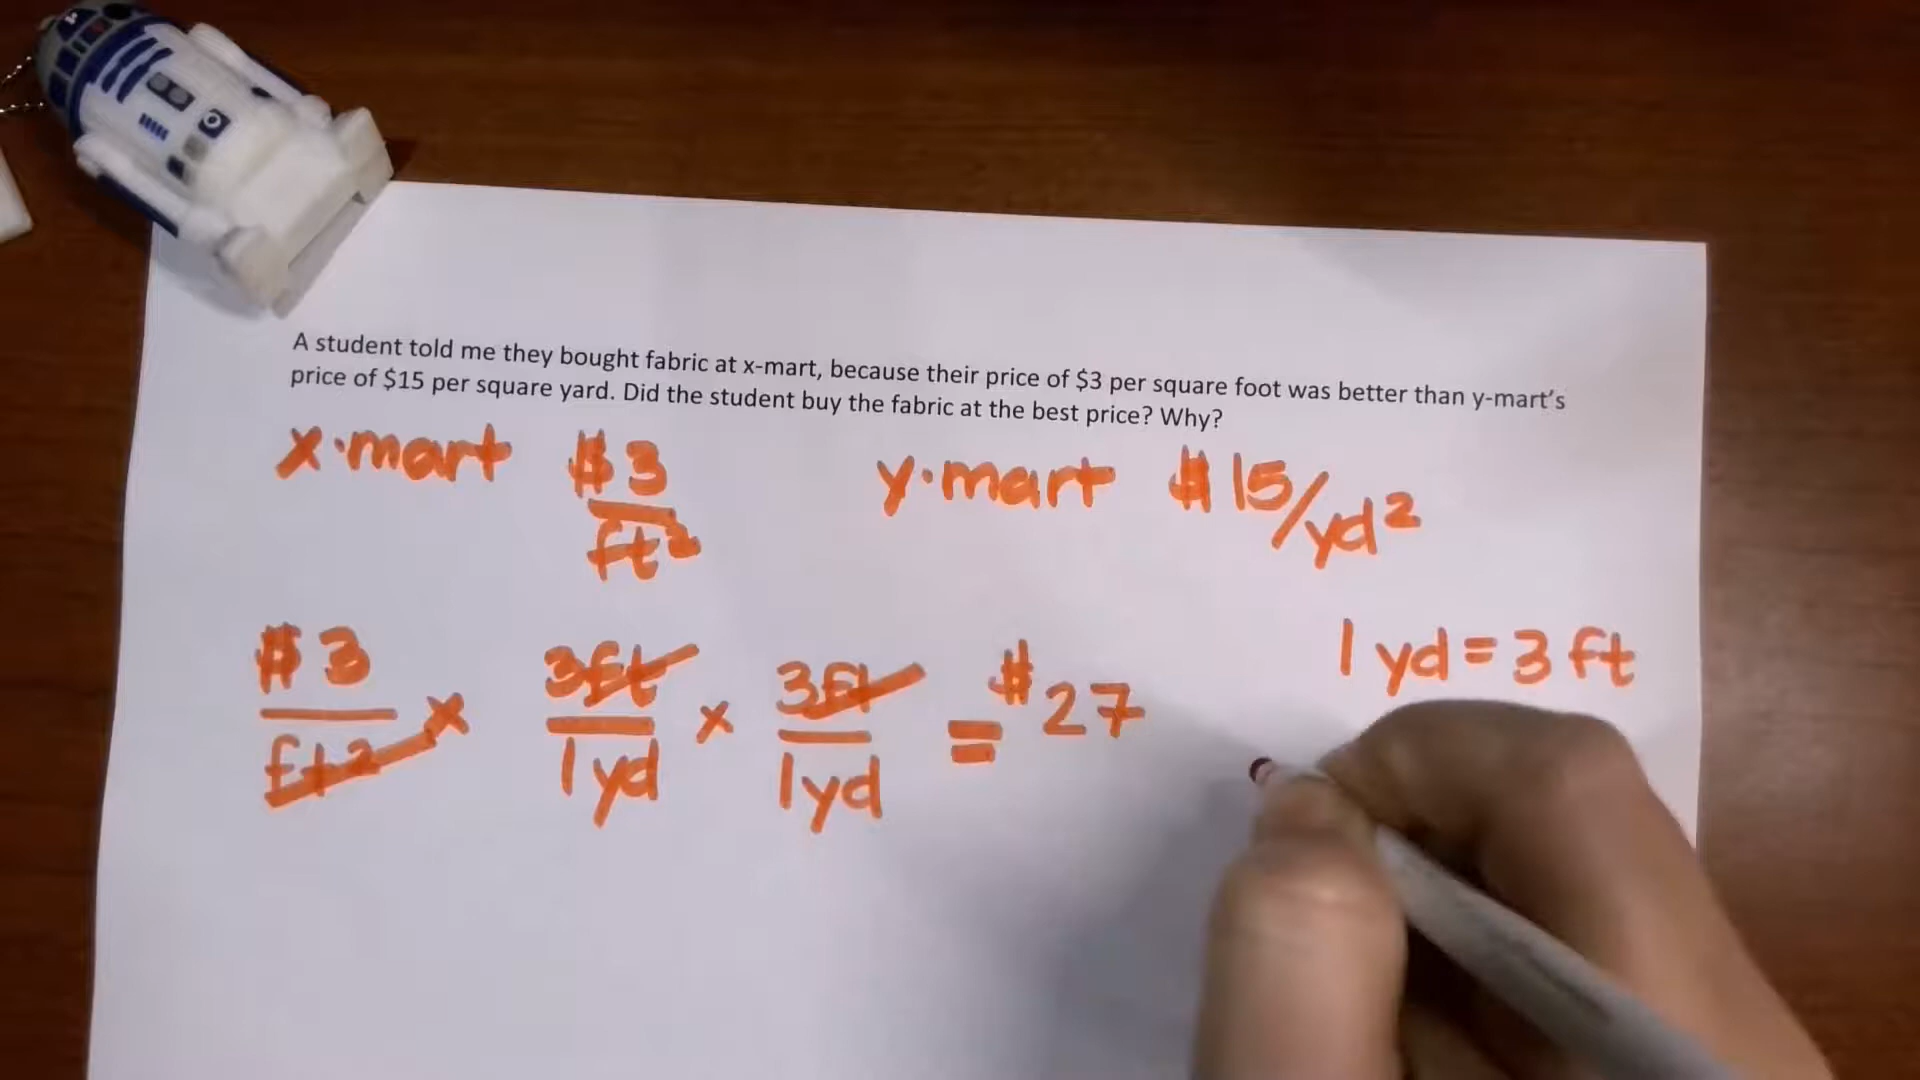 A student told me they bought fabric at x-mart, because their price of $3 per square foot was better than y-mart's
price of $15 per square yard. Did the student buy the fabric at the best price? Why?
x·mart $3/ft² y·mart $15/yd²
1 yd = 3 ft
$3/ft² x 3ft/1yd x 3ft/1yd = $27